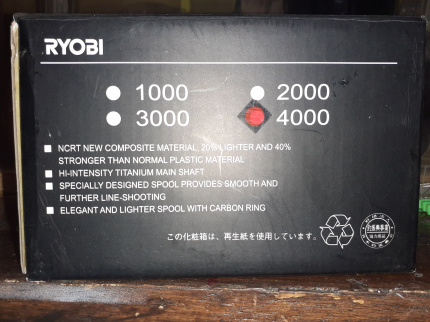 RYOBI
1000 2000
3000 4000
NCRT NEW COMPOSITE MATERIAL, 20% LIGHTER AND 40%
STRONGER THAN NORMAL PLASTIC MATERIAL
HI-INTENSITY TITANIUM MAIN SHAFT
SPECIALLY DESIGNED SPOOL PROVIDES SMOOTH AND
FURTHER LINE-SHOOTING
ELEGANT AND LIGHTER SPOOL WITH CARBON RING
この化粧箱は、再生紙を使用しています。